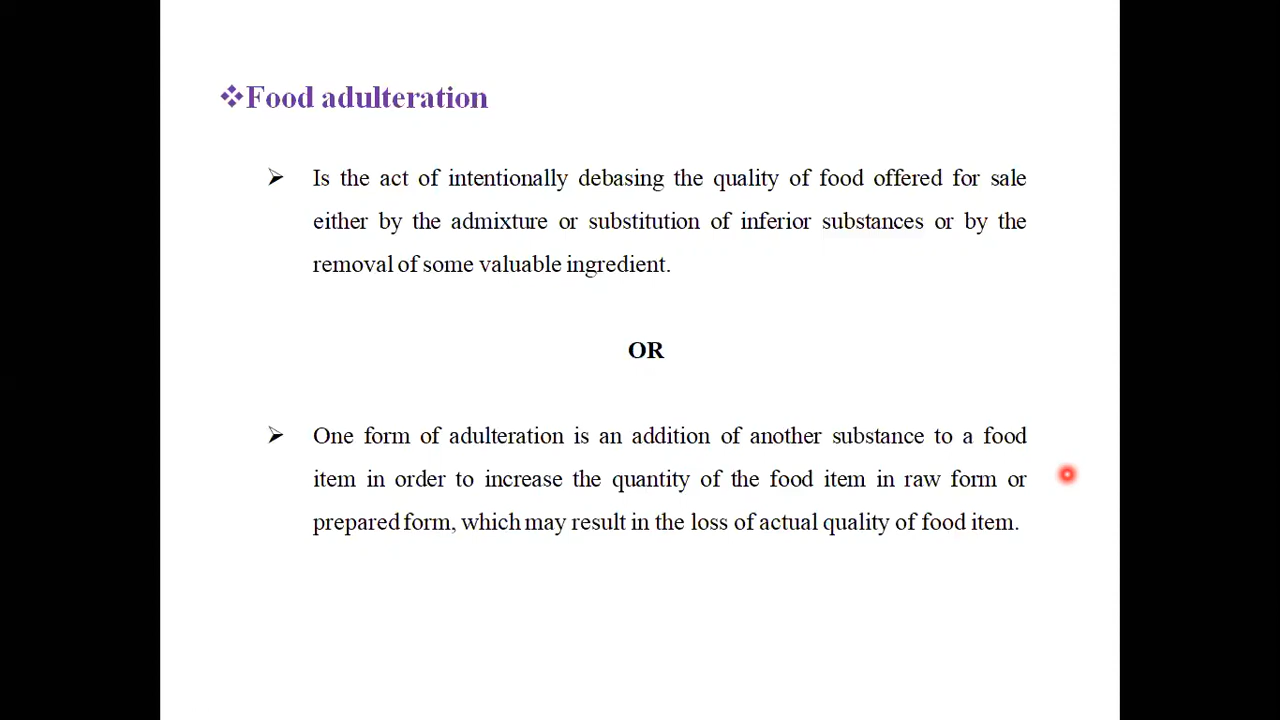 ❖Food adulteration
➢ Is the act of intentionally debasing the quality of food offered for sale
either by the admixture or substitution of inferior substances or by the
removal of some valuable ingredient.
OR
➢ One form of adulteration is an addition of another substance to a food
item in order to increase the quantity of the food item in raw form or
prepared form, which may result in the loss of actual quality of food item.